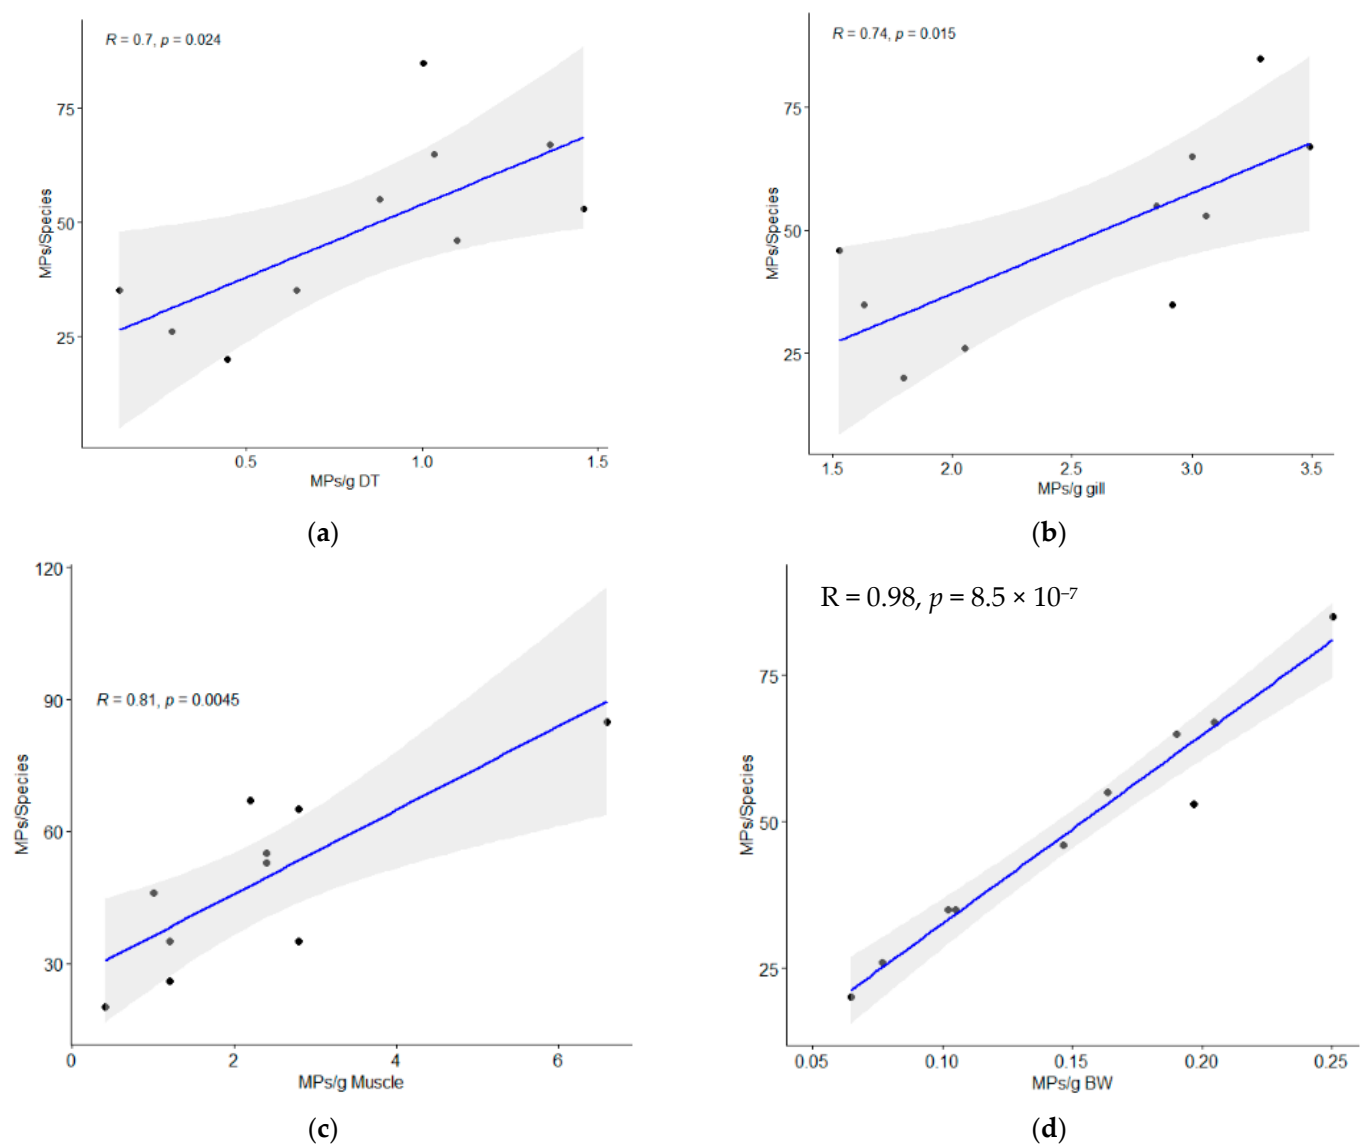 R = 0.7, p = 0.024
75
50
25
MPs/Species
0.5 1.0 1.5
MPs/g DT
(a)
R = 0.74, p = 0.015
75
50
25
MPs/Species
1.5 2.0 2.5 3.0 3.5
MPs/g gill
(b)
120
R = 0.81, p = 0.0045
90
60
30
MPs/Species
0 2 4 6
MPs/g Muscle
(c)
R = 0.98, p = 8.5 × 10⁻⁷
75
50
25
MPs/Species
0.05 0.10 0.15 0.20 0.25
MPs/g BW
(d)